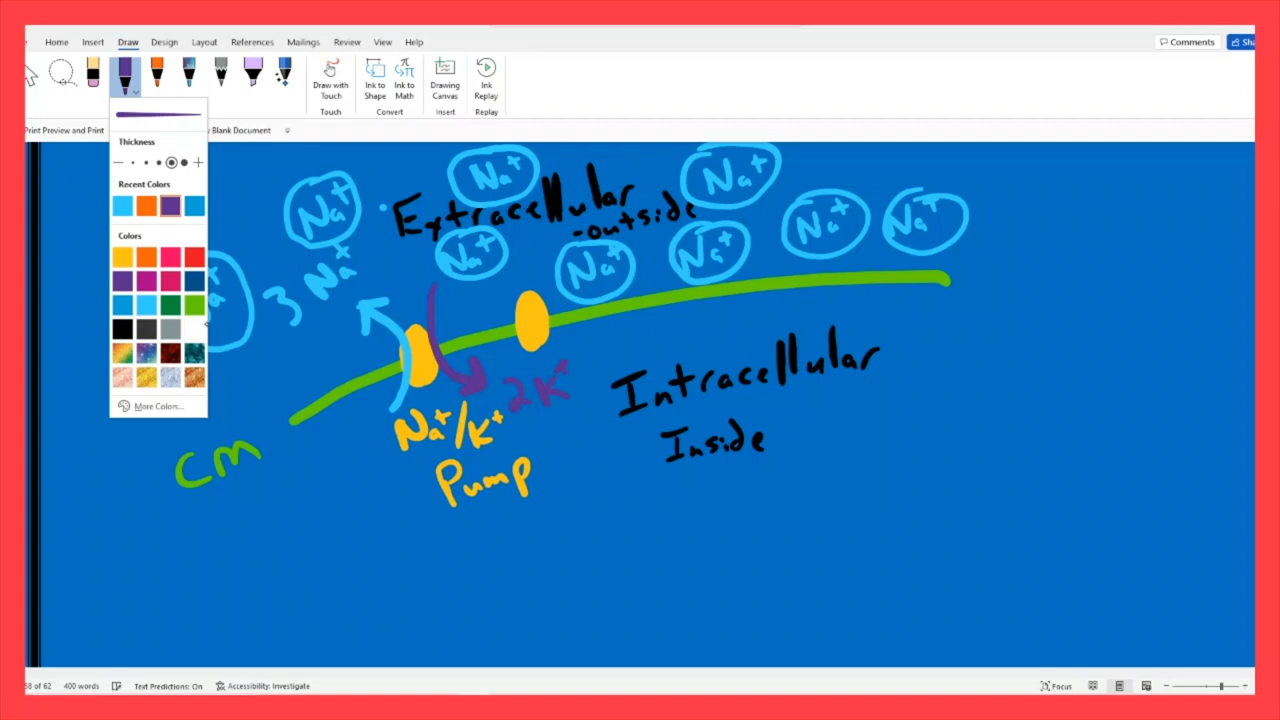 Home Insert Draw Design Layout References Mailings Review View Help
Comments
Draw with Touch
Ink to Shape
Ink to Math
Drawing Canvas
Ink Replay
Touch Convert Insert Replay
Print Preview and Print
Blank Document
Thickness
Recent Colors
Colors
More Colors...
Na+ Na+ Na+
Extracellular
-outside
Na+ Na+ Na+ Na+ Na+
3 Na+
2K+
Intracellular
Inside
Na+/K+
Pump
CM
58 of 62 400 words Text Predictions: On Accessibility: Investigate Focus